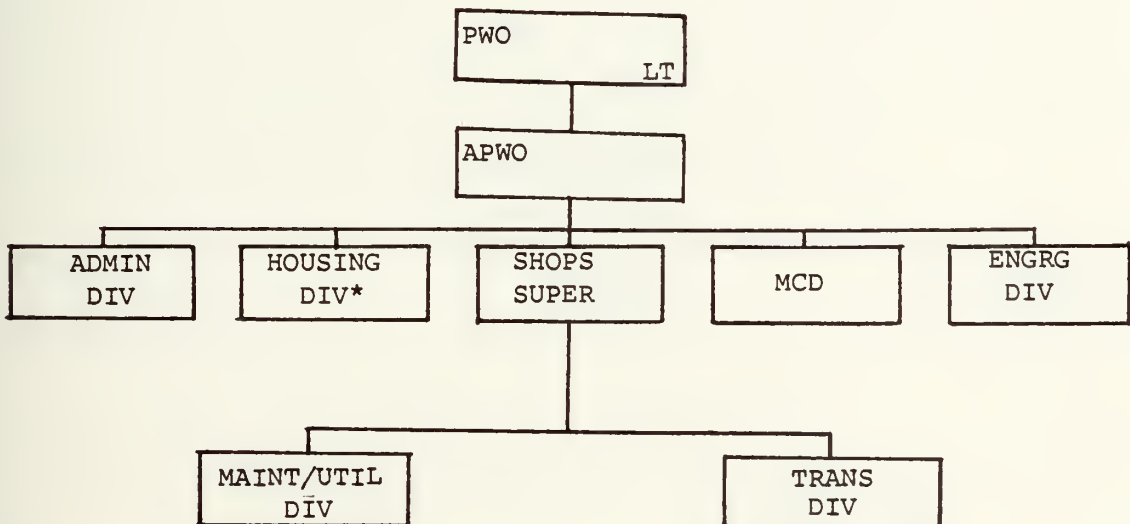 PWO
LT
APWO
ADMIN
DIV
HOUSING
DIV*
SHOPS
SUPER
MCD
ENGRG
DIV
MAINT/UTIL
DIV
TRANS
DIV